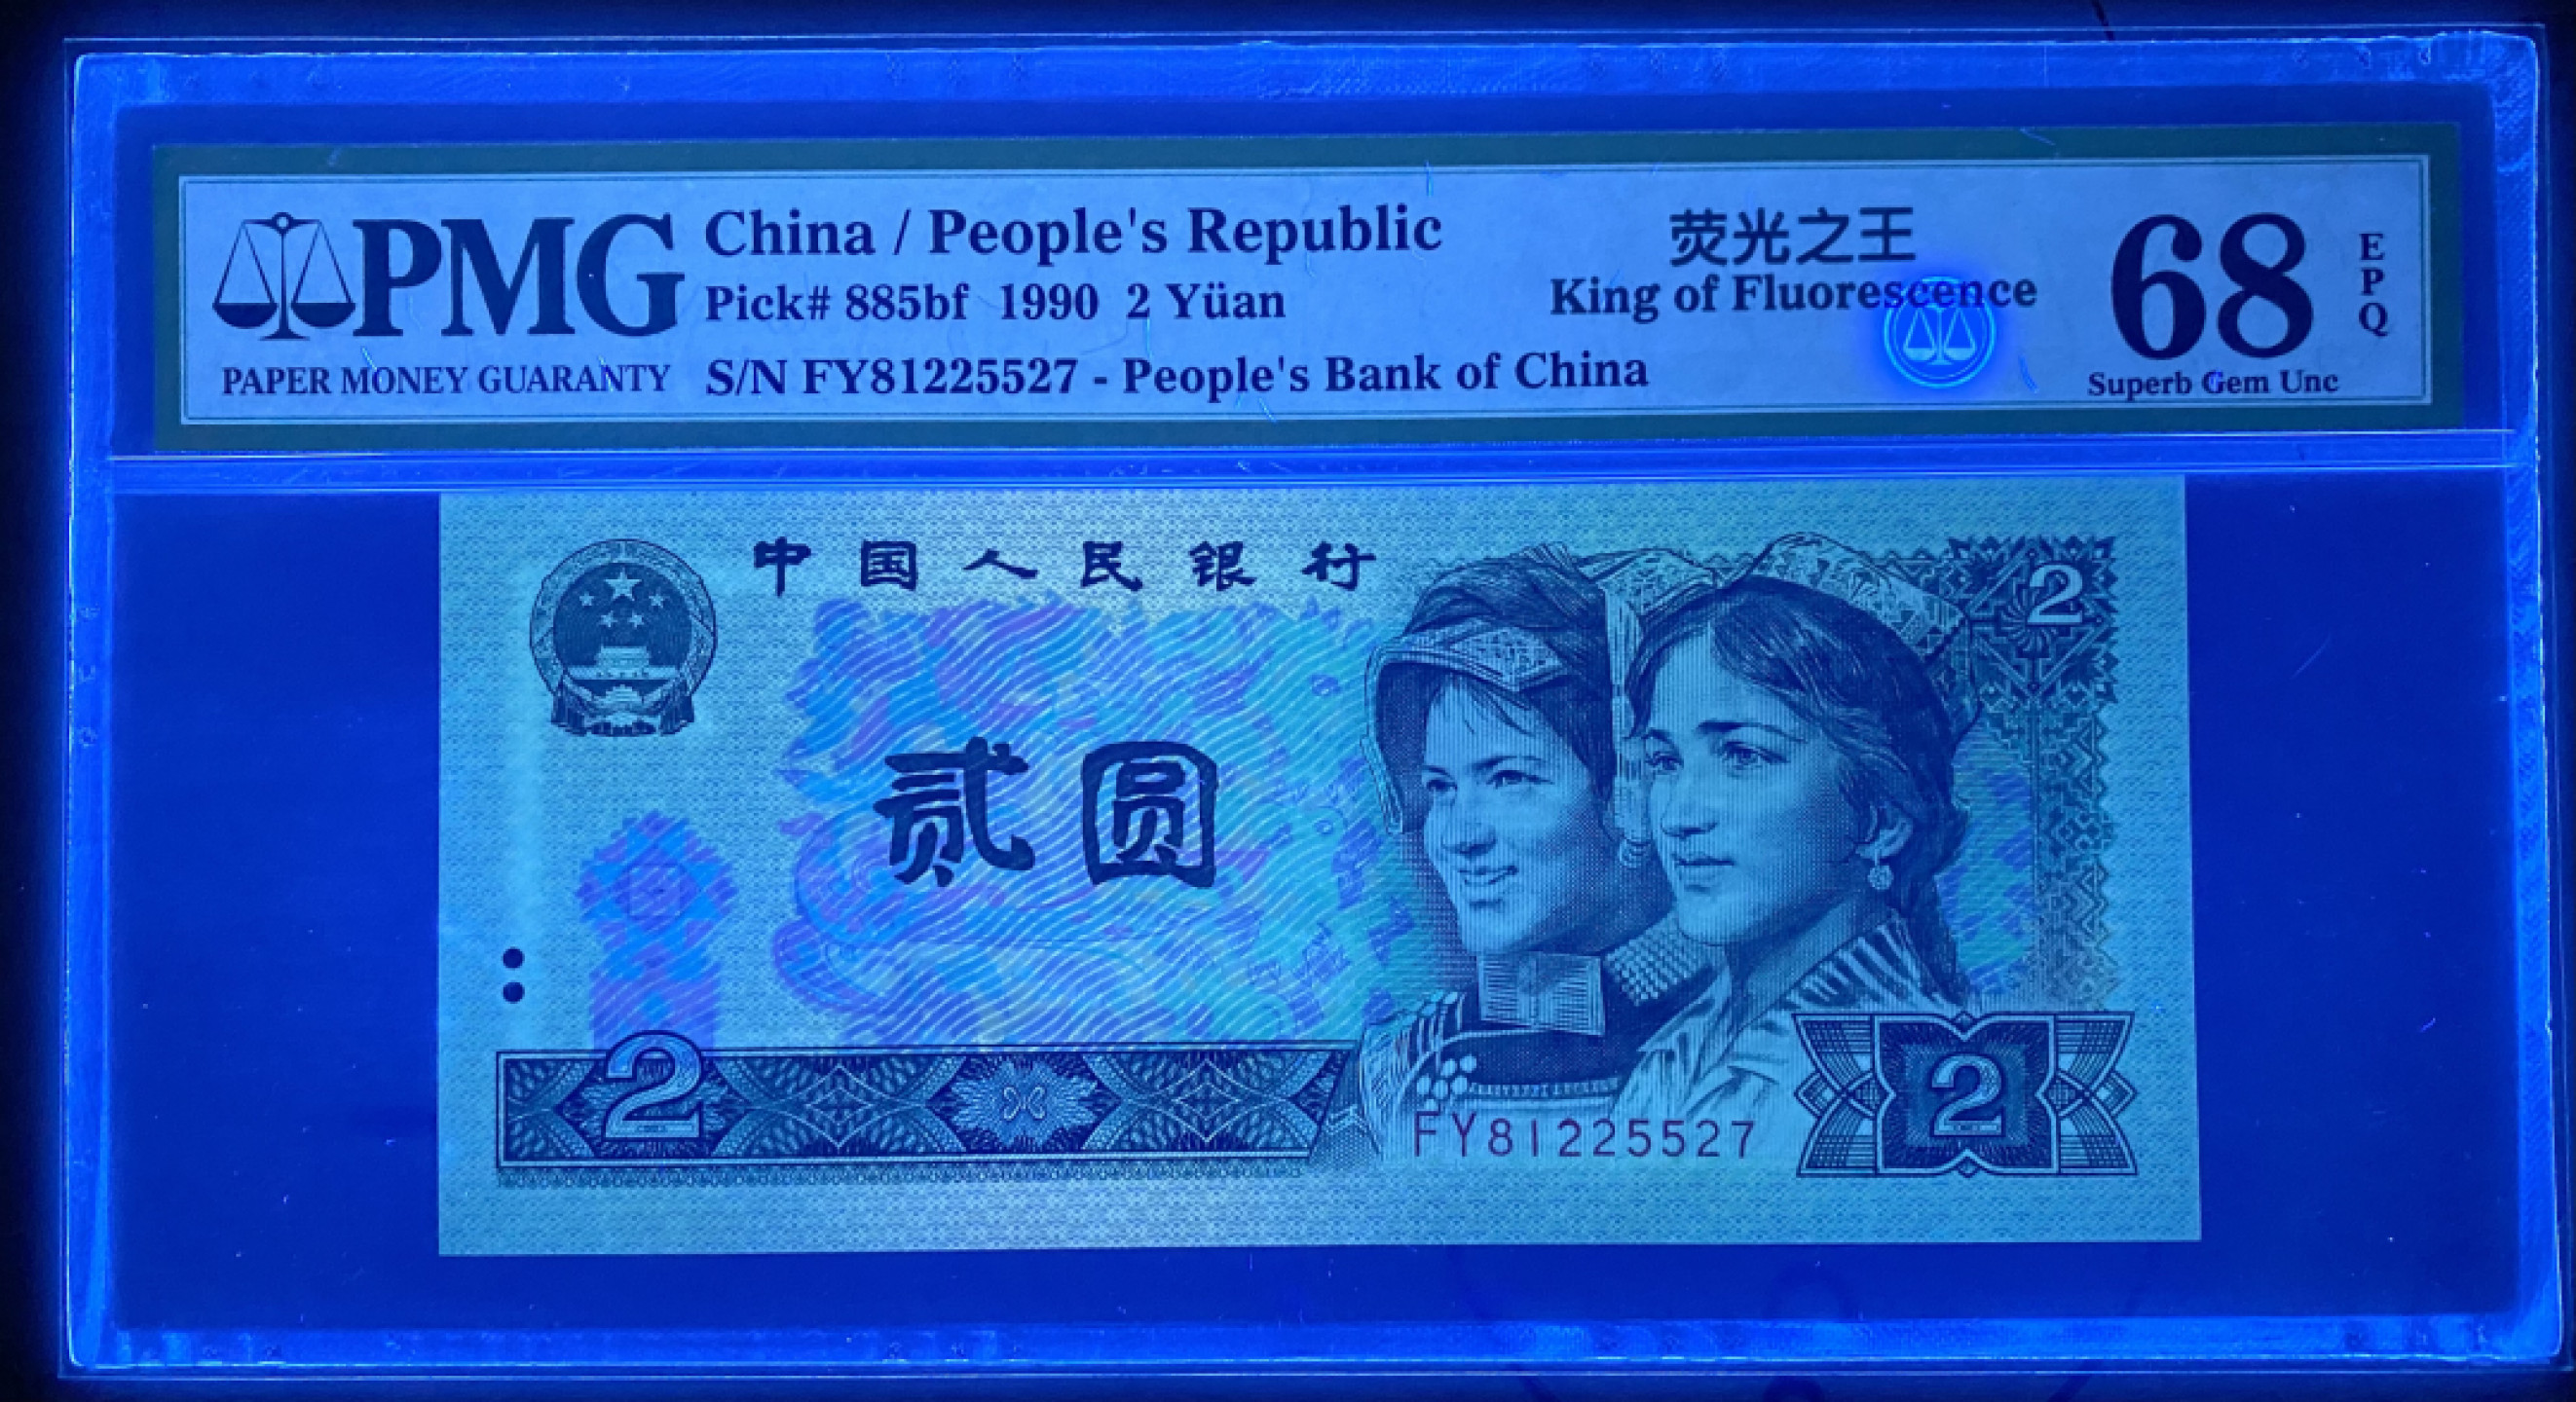 PMG
PAPER MONEY GUARANTY
China / People's Republic
Pick# 885bf 1990 2 Yüan
S/N FY81225527 - People's Bank of China
荧光之王
King of Fluorescence
68
EPQ
Superb Gem Unc
中国人民银行
2
贰圆
2
FY81225527
2